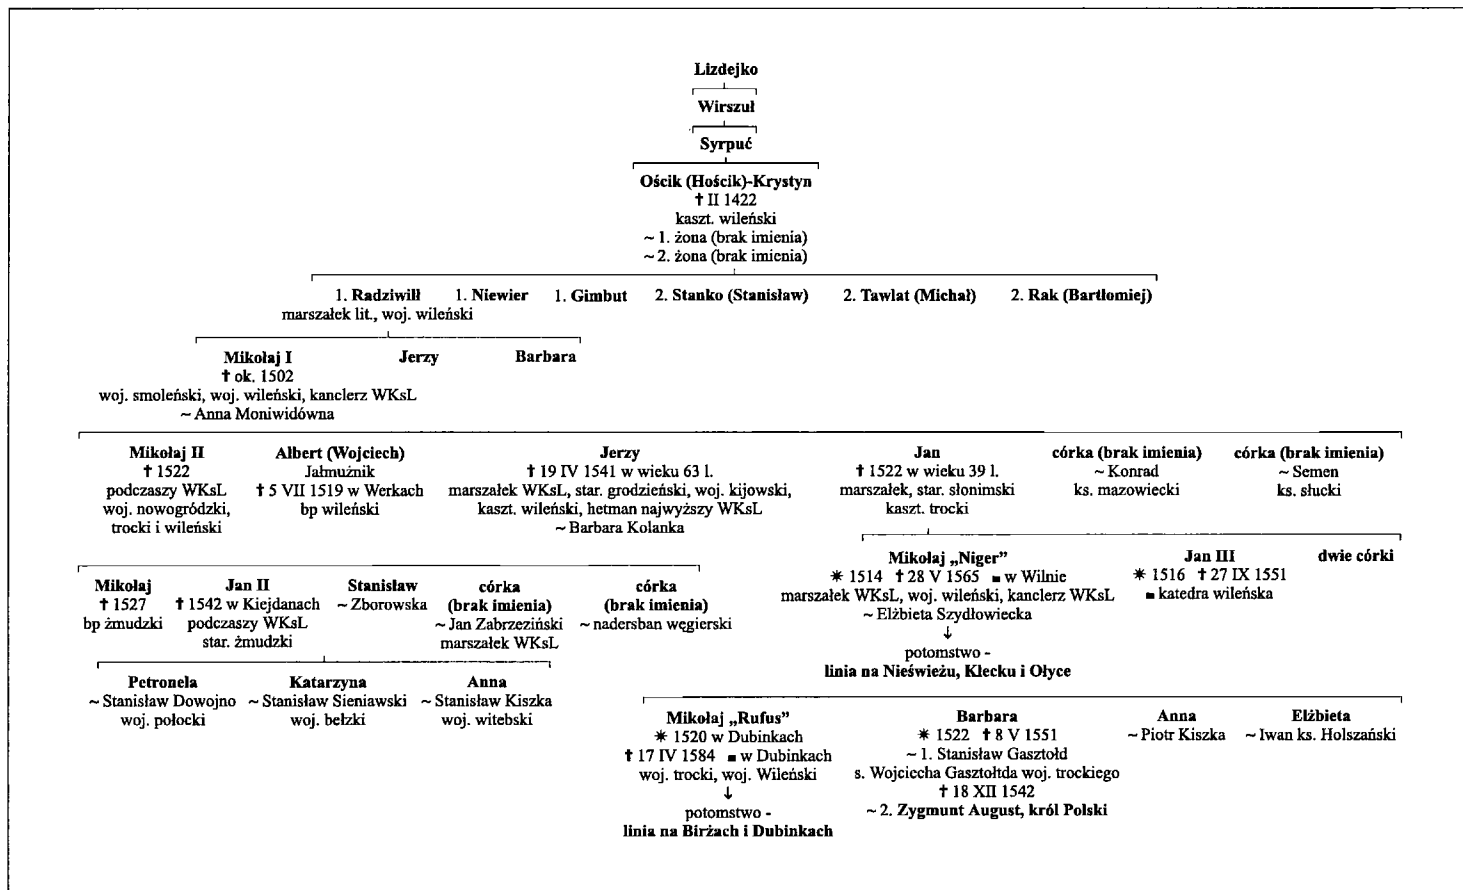 Lizdejko
Wirszuł
Syrpuć
Ościk (Hościk)-Krystyn
✝ II 1422
kaszt. wileński
~ 1. żona (brak imienia)
~ 2. żona (brak imienia)
1. Radziwiłł
marszałek lit., woj. wileński
1. Niewier
1. Gimbut
2. Stanko (Stanisław)
2. Tawlat (Michał)
2. Rak (Bartłomiej)
Mikołaj I
✝ ok. 1502
woj. smoleński, woj. wileński, kanclerz WKsL
~ Anna Moniwidówna
Jerzy
Barbara
Mikołaj II
✝ 1522
podczaszy WKsL
woj. nowogródzki,
trocki i wileński
Albert (Wojciech)
Jałmużnik
✝ 5 VII 1519 w Werkach
bp wileński
Jerzy
✝ 19 IV 1541 w wieku 63 l.
marszałek WKsL, star. grodzieński, woj. kijowski,
kaszt. wileński, hetman najwyższy WKsL
~ Barbara Kolanka
Jan
✝ 1522 w wieku 39 l.
marszałek, star. słonimski
kaszt. trocki
córka (brak imienia)
~ Konrad
ks. mazowiecki
córka (brak imienia)
~ Semen
ks. słucki
Mikołaj „Niger”
✷ 1514 ✝ 28 V 1565 ▪ w Wilnie
marszałek WKsL, woj. wileński, kanclerz WKsL
~ Elżbieta Szydłowiecka
↓
potomstwo -
linia na Nieświeżu, Klecku i Ołyce
Jan III
✷ 1516 ✝ 27 IX 1551
▪ katedra wileńska
dwie córki
Mikołaj
✝ 1527
bp żmudzki
Jan II
✝ 1542 w Kiejdanach
podczaszy WKsL
star. żmudzki
Stanisław
~ Zborowska
córka
(brak imienia)
~ Jan Zabrzeziński
marszałek WKsL
córka
(brak imienia)
~ nadersban węgierski
Petronela
~ Stanisław Dowojno
woj. połocki
Katarzyna
~ Stanisław Sieniawski
woj. bełzki
Anna
~ Stanisław Kiszka
woj. witebski
Mikołaj „Rufus”
✷ 1520 w Dubinkach
✝ 17 IV 1584 ▪ w Dubinkach
woj. trocki, woj. Wileński
↓
potomstwo -
linia na Birżach i Dubinkach
Barbara
✷ 1522 ✝ 8 V 1551
~ 1. Stanisław Gasztołd
s. Wojciecha Gasztołtda woj. trockiego
✝ 18 XII 1542
~ 2. Zygmunt August, król Polski
Anna
~ Piotr Kiszka
Elżbieta
~ Iwan ks. Holszański